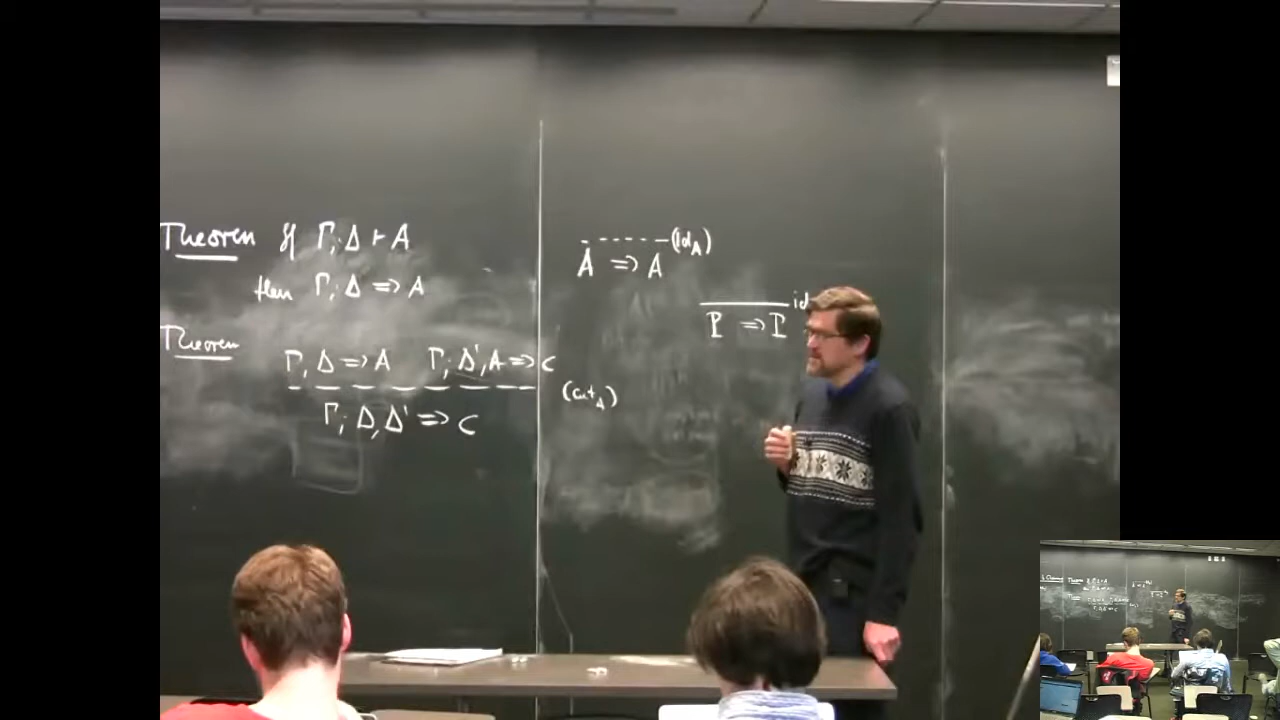 Theorem If Γ; Δ ⊢ A
then Γ; Δ ⇒ A
Theorem
Γ; Δ ⇒ A Γ; Δ', A ⇒ C
(cut_A)
Γ; Δ, Δ' ⇒ C
(id_A)
A ⇒ A
id
P ⇒ P